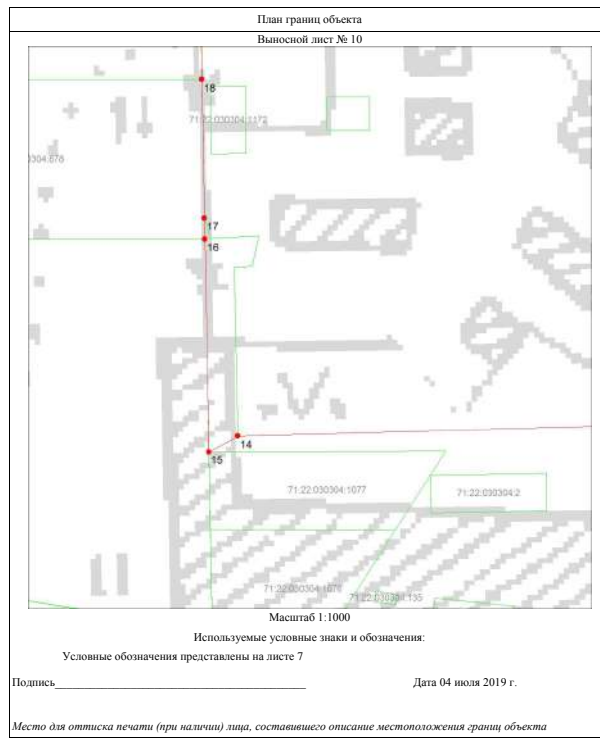 План границ объекта
Выносной лист № 10
18
71:22:030304:1172
17
16
14
15
71:22:030304:1077
71:22:030304:2
Масштаб 1:1000
Используемые условные знаки и обозначения:
Условные обозначения представлены на листе 7
Подпись Дата 04 июля 2019 г.
Место для оттиска печати (при наличии) лица, составившего описание местоположения границ объекта